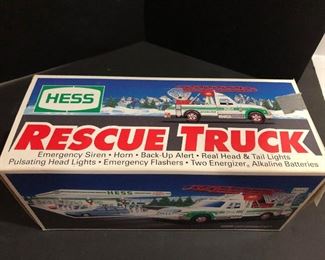 HESS
RESCUE TRUCK
Emergency Siren • Horn • Back-Up Alert • Real Head & Tail Lights
Pulsating Head Lights • Emergency Flashers • Two Energizer® Alkaline Batteries